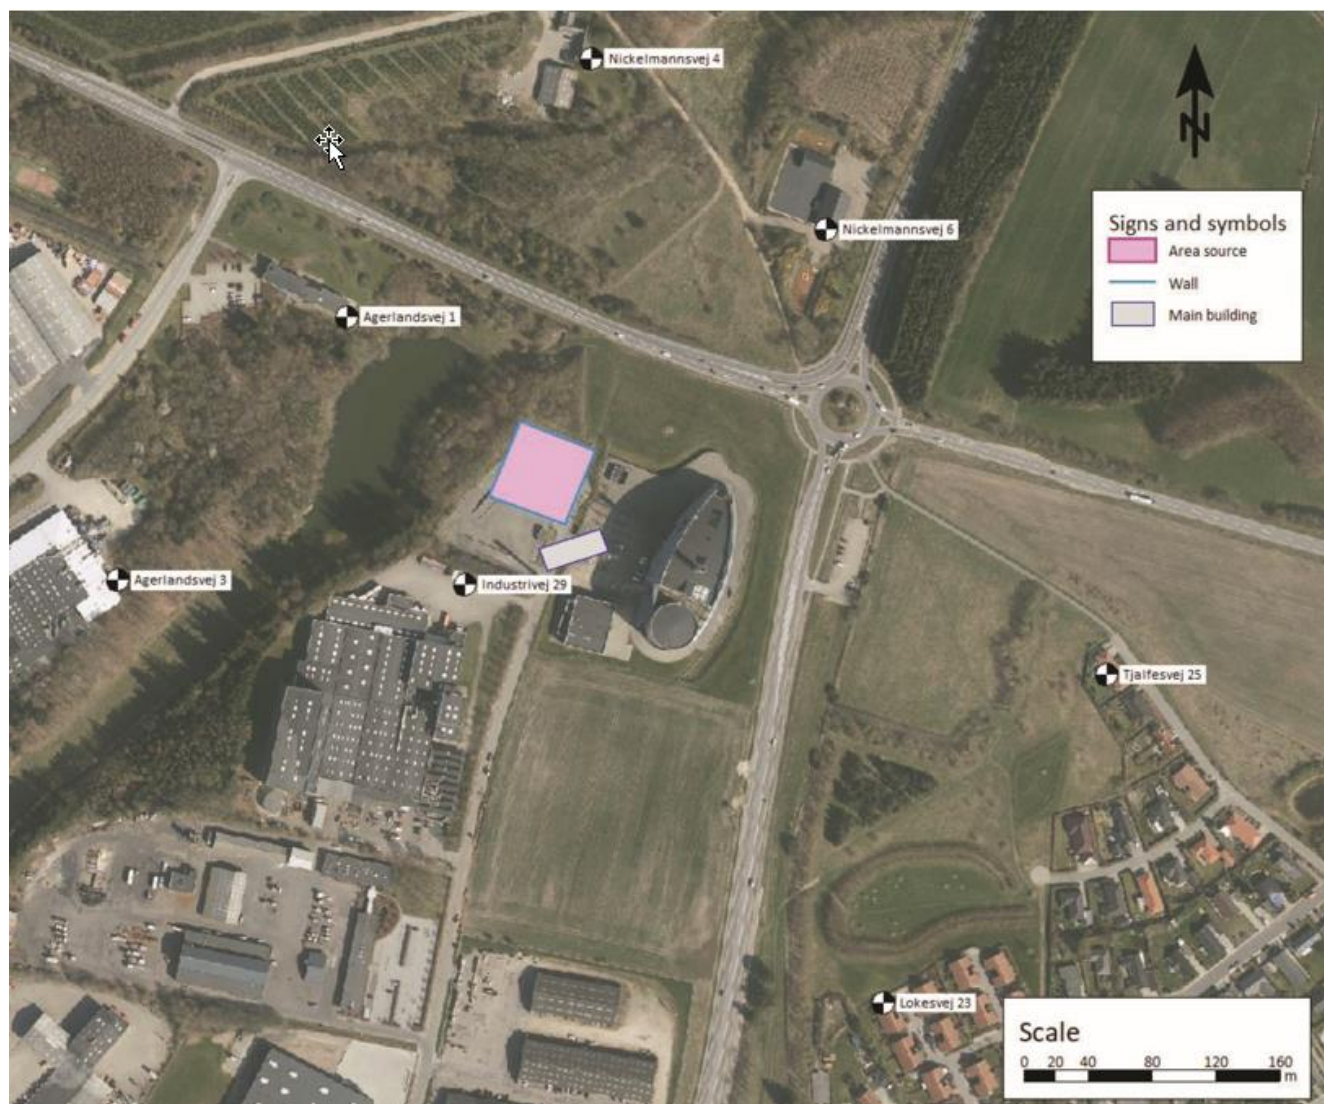 Nickelmannsvej 4
N
Signs and symbols
Area source
Wall
Main building
Nickelmannsvej 6
Agerlandsvej 1
Agerlandsvej 3
Industrivej 29
Tjalfesvej 25
Lokesvej 23
Scale
0 20 40 80 120 160
m